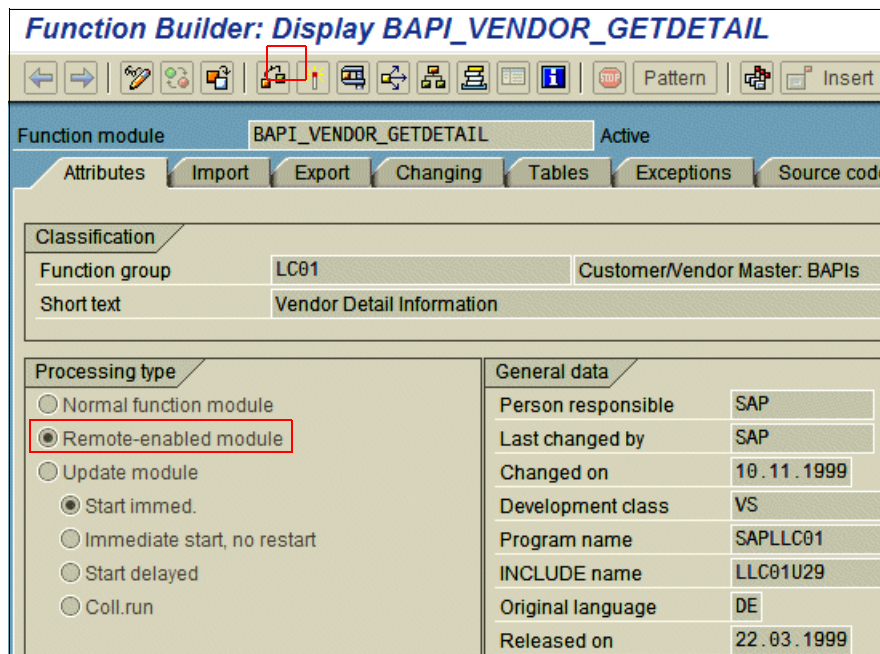 Function Builder: Display BAPI_VENDOR_GETDETAIL
Pattern Insert
Function module BAPI_VENDOR_GETDETAIL Active
Attributes Import Export Changing Tables Exceptions Source code
Classification
Function group LC01 Customer/Vendor Master: BAPIs
Short text Vendor Detail Information
Processing type
Normal function module
Remote-enabled module
Update module
Start immed.
Immediate start, no restart
Start delayed
Coll.run
General data
Person responsible SAP
Last changed by SAP
Changed on 10.11.1999
Development class VS
Program name SAPLLC01
INCLUDE name LLC01U29
Original language DE
Released on 22.03.1999